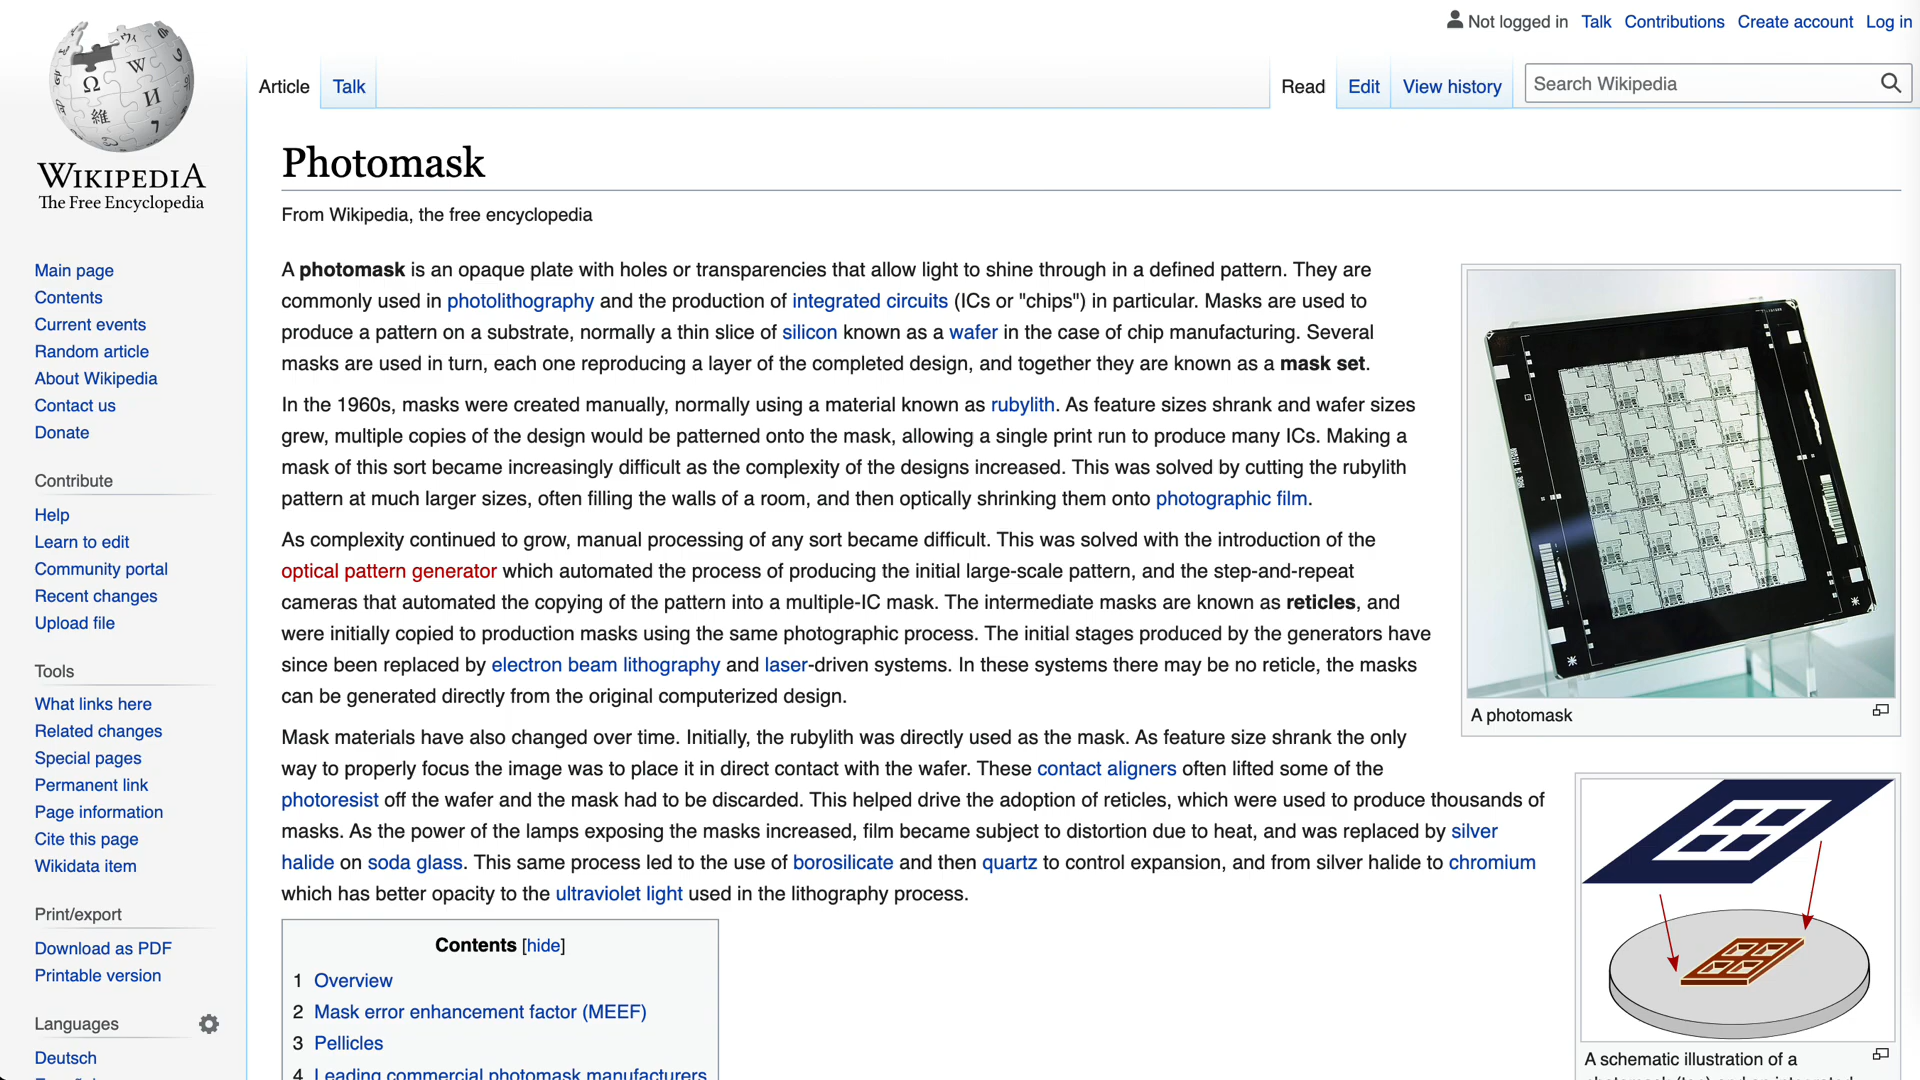 Not logged in Talk Contributions Create account Log in
Article Talk Read Edit View history Search Wikipedia
WIKIPEDIA
The Free Encyclopedia
Main page
Contents
Current events
Random article
About Wikipedia
Contact us
Donate
Contribute
Help
Learn to edit
Community portal
Recent changes
Upload file
Tools
What links here
Related changes
Special pages
Permanent link
Page information
Cite this page
Wikidata item
Print/export
Download as PDF
Printable version
Languages
Deutsch
Photomask
From Wikipedia, the free encyclopedia
A photomask is an opaque plate with holes or transparencies that allow light to shine through in a defined pattern. They are
commonly used in photolithography and the production of integrated circuits (ICs or "chips") in particular. Masks are used to
produce a pattern on a substrate, normally a thin slice of silicon known as a wafer in the case of chip manufacturing. Several
masks are used in turn, each one reproducing a layer of the completed design, and together they are known as a mask set.
In the 1960s, masks were created manually, normally using a material known as rubylith. As feature sizes shrank and wafer sizes
grew, multiple copies of the design would be patterned onto the mask, allowing a single print run to produce many ICs. Making a
mask of this sort became increasingly difficult as the complexity of the designs increased. This was solved by cutting the rubylith
pattern at much larger sizes, often filling the walls of a room, and then optically shrinking them onto photographic film.
As complexity continued to grow, manual processing of any sort became difficult. This was solved with the introduction of the
optical pattern generator which automated the process of producing the initial large-scale pattern, and the step-and-repeat
cameras that automated the copying of the pattern into a multiple-IC mask. The intermediate masks are known as reticles, and
were initially copied to production masks using the same photographic process. The initial stages produced by the generators have
since been replaced by electron beam lithography and laser-driven systems. In these systems there may be no reticle, the masks
can be generated directly from the original computerized design.
Mask materials have also changed over time. Initially, the rubylith was directly used as the mask. As feature size shrank the only
way to properly focus the image was to place it in direct contact with the wafer. These contact aligners often lifted some of the
photoresist off the wafer and the mask had to be discarded. This helped drive the adoption of reticles, which were used to produce thousands of
masks. As the power of the lamps exposing the masks increased, film became subject to distortion due to heat, and was replaced by silver
halide on soda glass. This same process led to the use of borosilicate and then quartz to control expansion, and from silver halide to chromium
which has better opacity to the ultraviolet light used in the lithography process.
Contents [hide]
1 Overview
2 Mask error enhancement factor (MEEF)
3 Pellicles
4 Leading commercial photomask manufacturers
A photomask
A schematic illustration of a
photomask (top) and an integrated